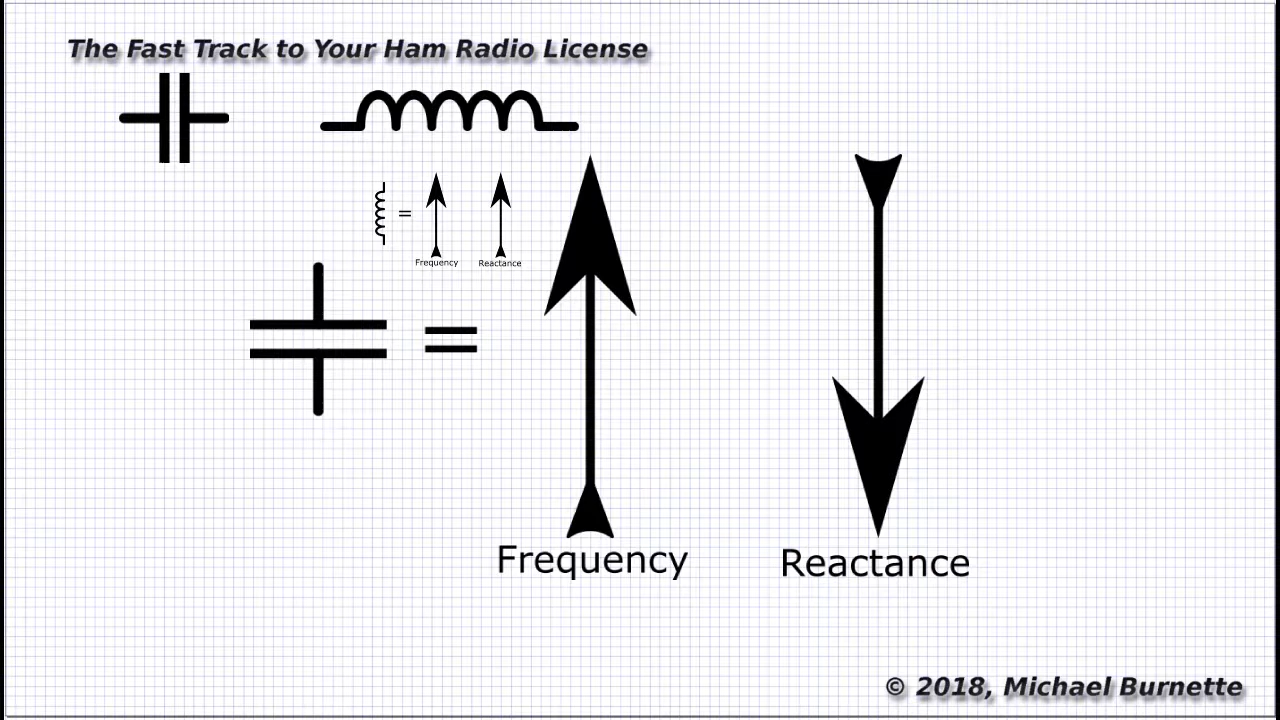 The Fast Track to Your Ham Radio License
=
Frequency Reactance
=
Frequency
Reactance
© 2018, Michael Burnette